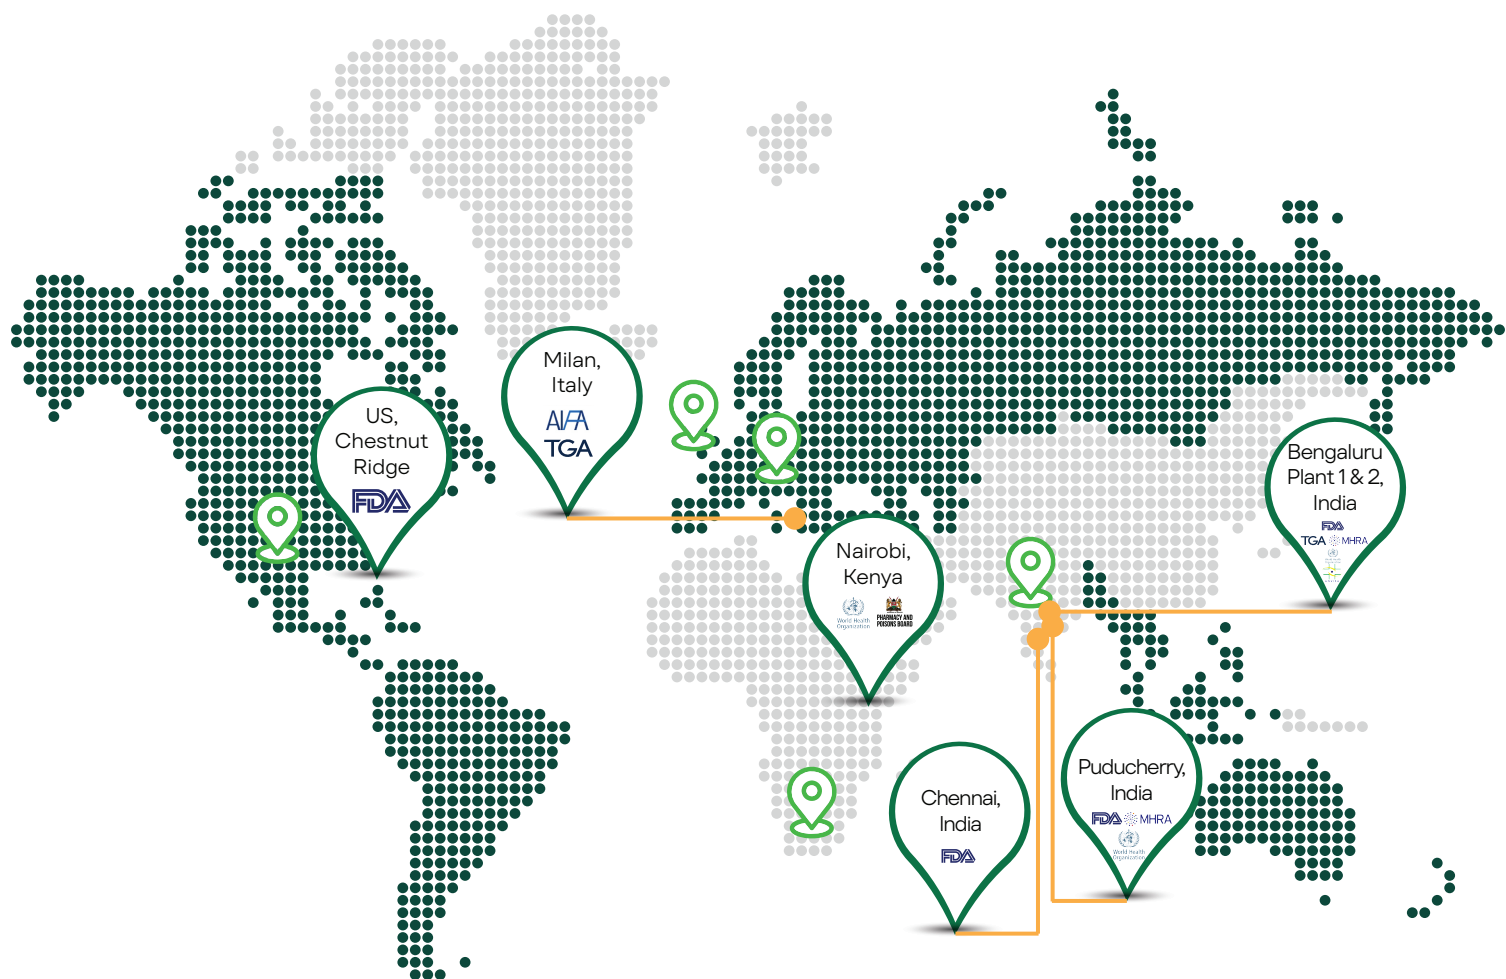 Milan,
Italy
AIFA
TGA
US,
Chestnut
Ridge
FDA
Nairobi,
Kenya
World Health
Organization
PHARMACY AND
POISONS BOARD
Bengaluru
Plant 1 & 2,
India
FDA
TGA MHRA
Chennai,
India
FDA
Puducherry,
India
FDA MHRA
World Health
Organization